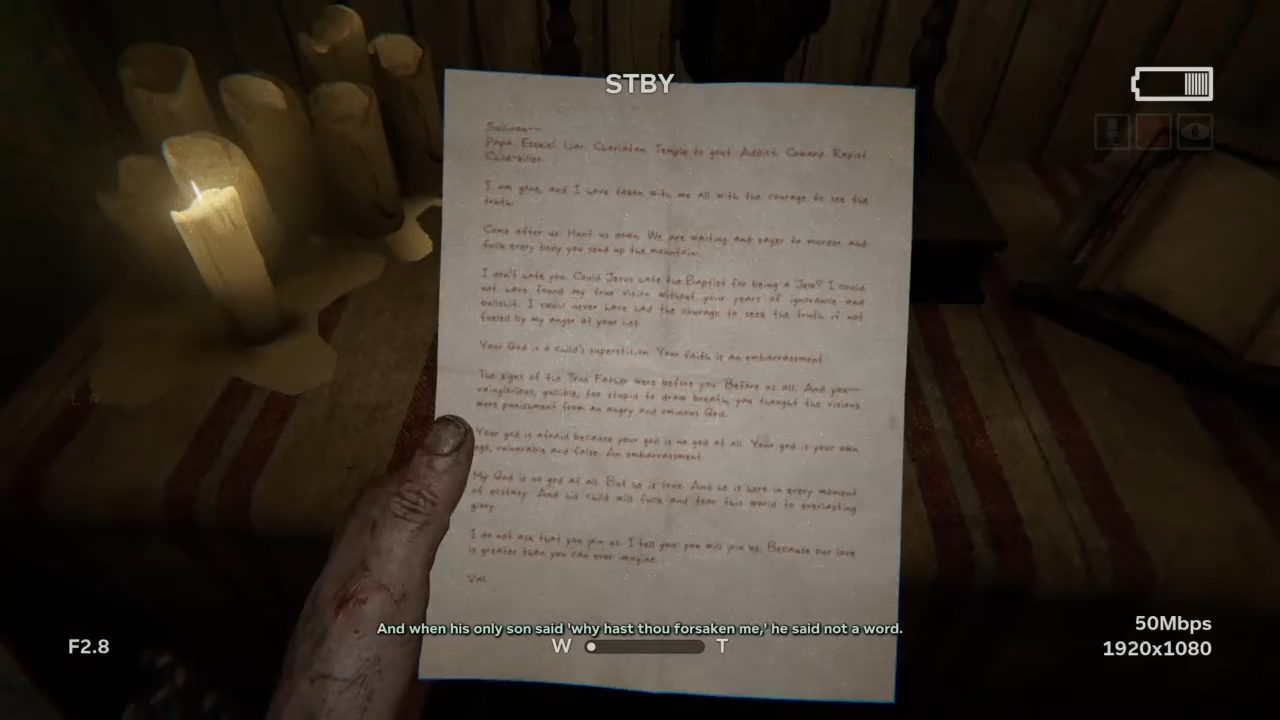 STBY
Sullivan—
Papa. Ezekiel. Liar. Charlatan. Temple to gout. Addict. Coward. Rapist.
Child-killer.
I am gone, and I have taken with me all with the courage to see the
truth.
Come after us. Hunt us down. We are waiting and eager to murder and
fuck every body you send up the mountain.
I don't hate you. Could Jesus hate the Baptist for being a Jew? I could
not have found my true vision without your years of ignorance and
bullshit. I could never have had the courage to seek the truth if not
fueled by my anger at your lies.
Your God is a child's superstition. Your faith is an embarrassment.
The signs of the True Father were before you. Before us all. And you—
vainglorious, gullible, too stupid to draw breath, you thought the visions
were punishment from an angry and ominous God.
Your god is afraid because your god is no god at all. Your god is your own
ego, vulnerable and false. An embarrassment.
My God is no god at all. But he is true. And he is here in every moment
of ecstasy. And his child will fuck and tear this world to everlasting
glory.
I do not ask that you join us. I tell you you will join us. Because our love
is greater than you can ever imagine.
Val
And when his only son said 'why hast thou forsaken me,' he said not a word.
F2.8
W T
50Mbps
1920x1080